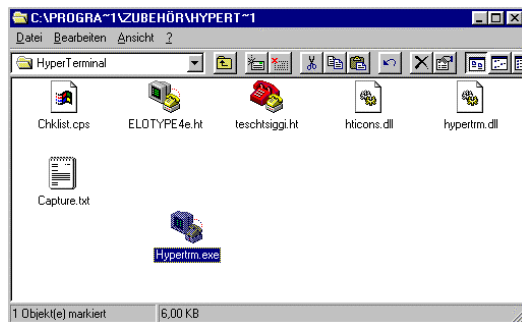 C:\PROGRA~1\ZUBEHÖR\HYPERT~1
Datei Bearbeiten Ansicht ?
HyperTerminal
Chklist.cps ELOTYPE4e.ht teschtsiggi.ht hticons.dll hypertrm.dll
Capture.txt
Hypertrm.exe
1 Objekt(e) markiert 6,00 KB